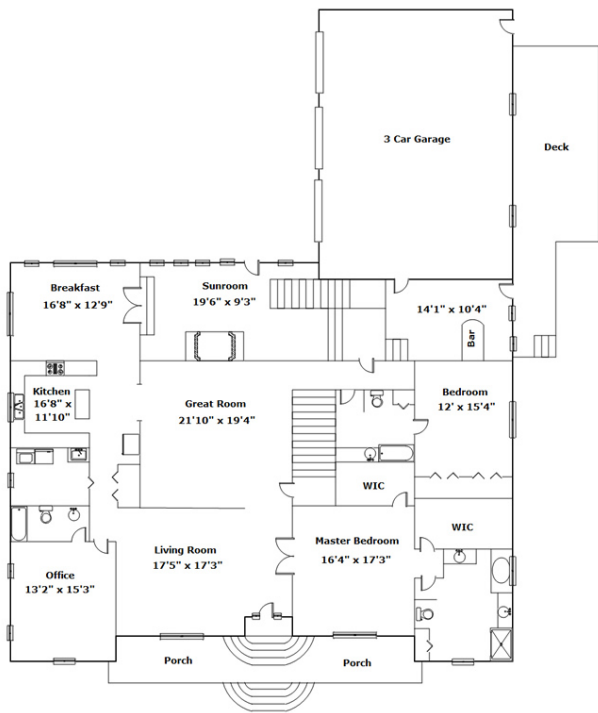 3 Car Garage
Deck
Breakfast
16'8" x 12'9"
Sunroom
19'6" x 9'3"
14'1" x 10'4"
Bar
Kitchen
16'8" x
11'10"
Great Room
21'10" x 19'4"
Bedroom
12' x 15'4"
WIC
WIC
Living Room
17'5" x 17'3"
Master Bedroom
16'4" x 17'3"
Office
13'2" x 15'3"
Porch
Porch